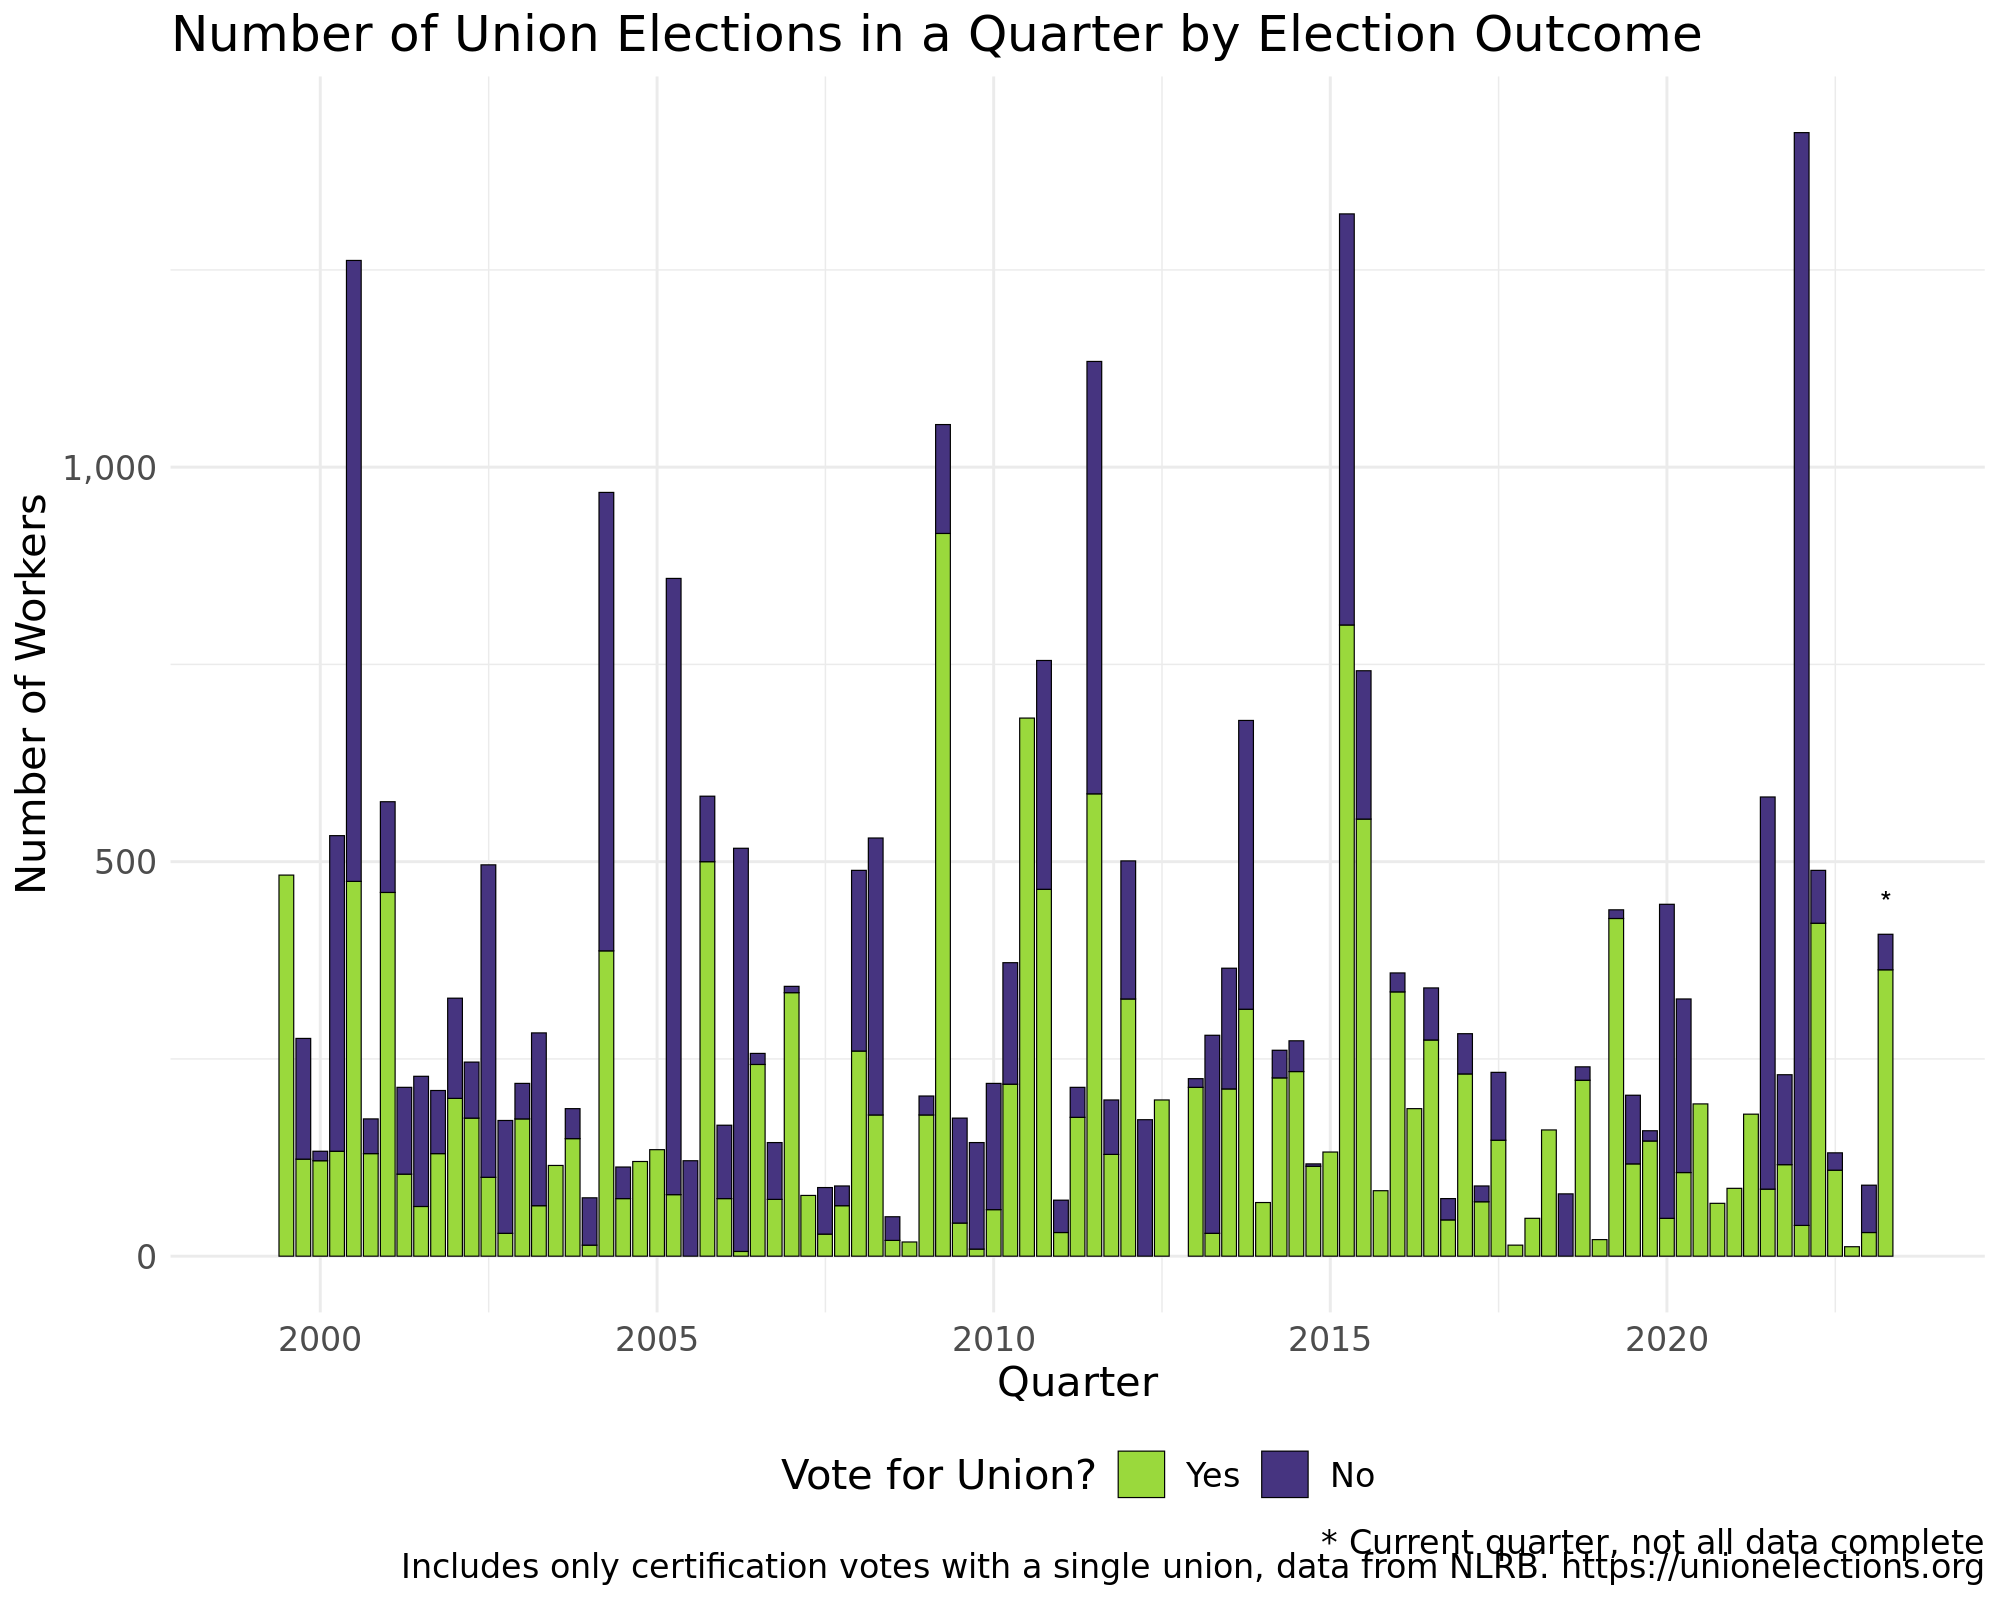 Number of Union Elections in a Quarter by Election Outcome
Number of Workers
1,000
500
0
*
2000 2005 2010 2015 2020
Quarter
Vote for Union? Yes No
* Current quarter, not all data complete
Includes only certification votes with a single union, data from NLRB. https://unionelections.org